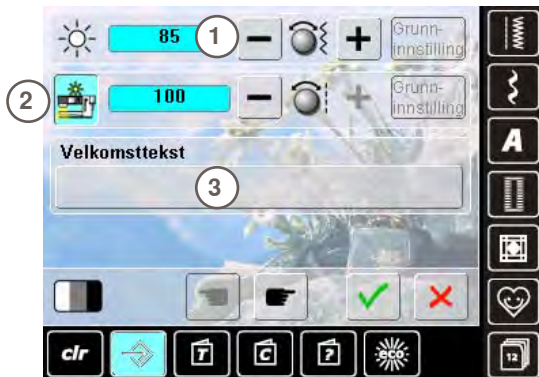 85
1
Grunn-
innstilling
2
100
Grunn-
innstilling
Velkomsttekst
3
A
clr
T
C
?
eco
12